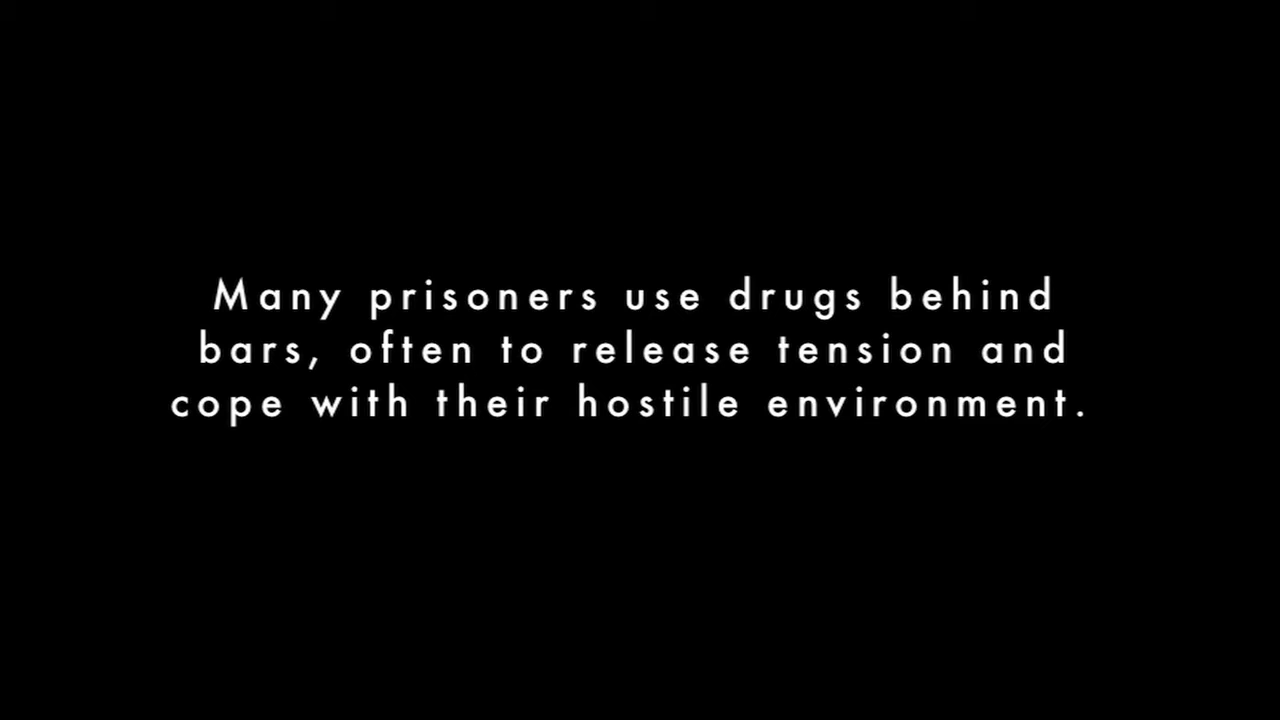 Many prisoners use drugs behind
bars, often to release tension and
cope with their hostile environment.